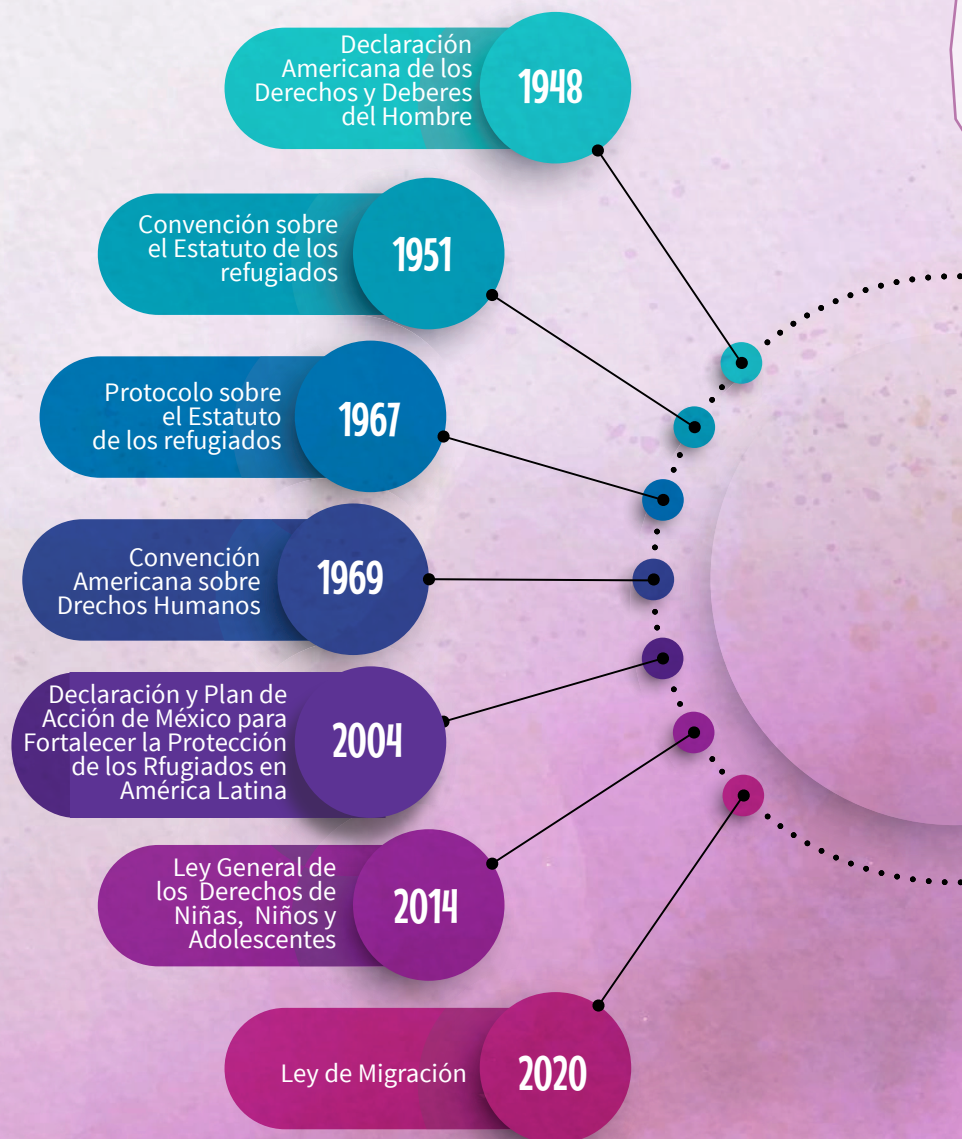 Declaración
Americana de los
Derechos y Deberes
del Hombre
1948
Convención sobre
el Estatuto de los
refugiados
1951
Protocolo sobre
el Estatuto
de los refugiados
1967
Convención
Americana sobre
Drechos Humanos
1969
Declaración y Plan de
Acción de México para
Fortalecer la Protección
de los Rfugiados en
América Latina
2004
Ley General de
los Derechos de
Niñas, Niños y
Adolescentes
2014
Ley de Migración
2020